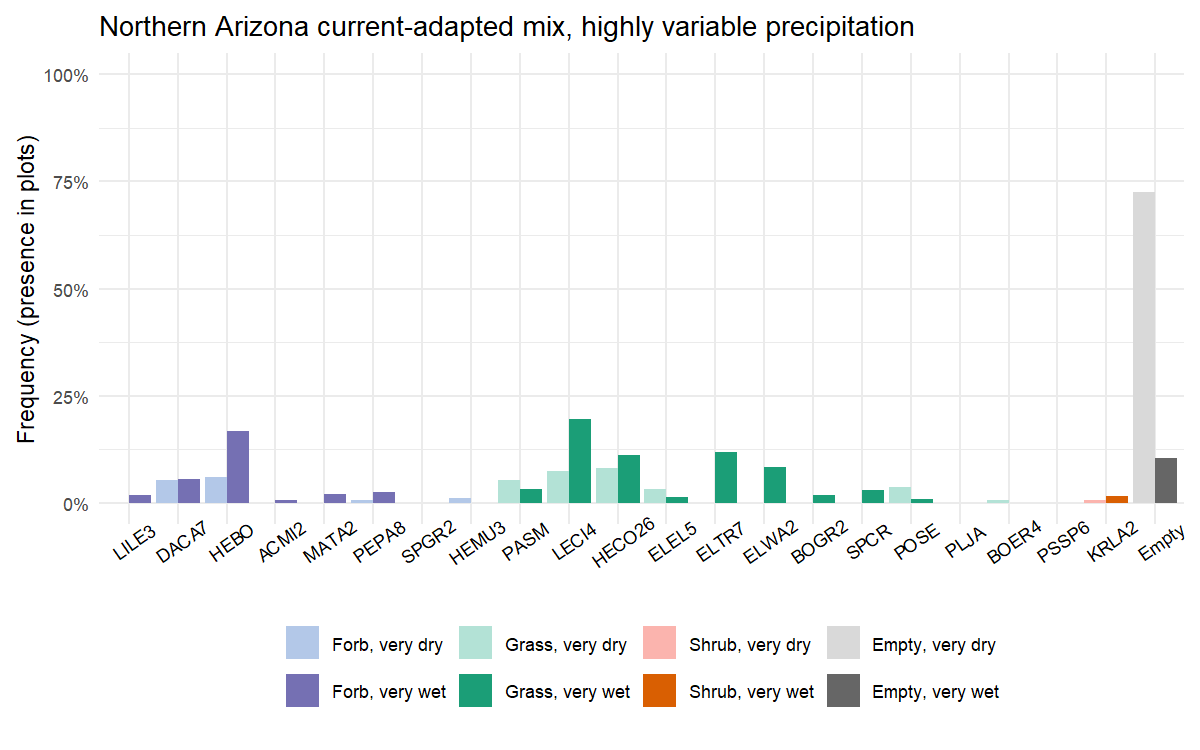 Northern Arizona current-adapted mix, highly variable precipitation
Frequency (presence in plots)
100%
75%
50%
25%
0%
LILE3 DACA7 HEBO ACMI2 MATA2 PEPA8 SPGR2 HEMU3 PASM LECI4 HECO26 ELEL5 ELTR7 ELWA2 BOGR2 SPCR POSE PLJA BOER4 PSSP6 KRLA2 Empty
Forb, very dry Grass, very dry Shrub, very dry Empty, very dry
Forb, very wet Grass, very wet Shrub, very wet Empty, very wet